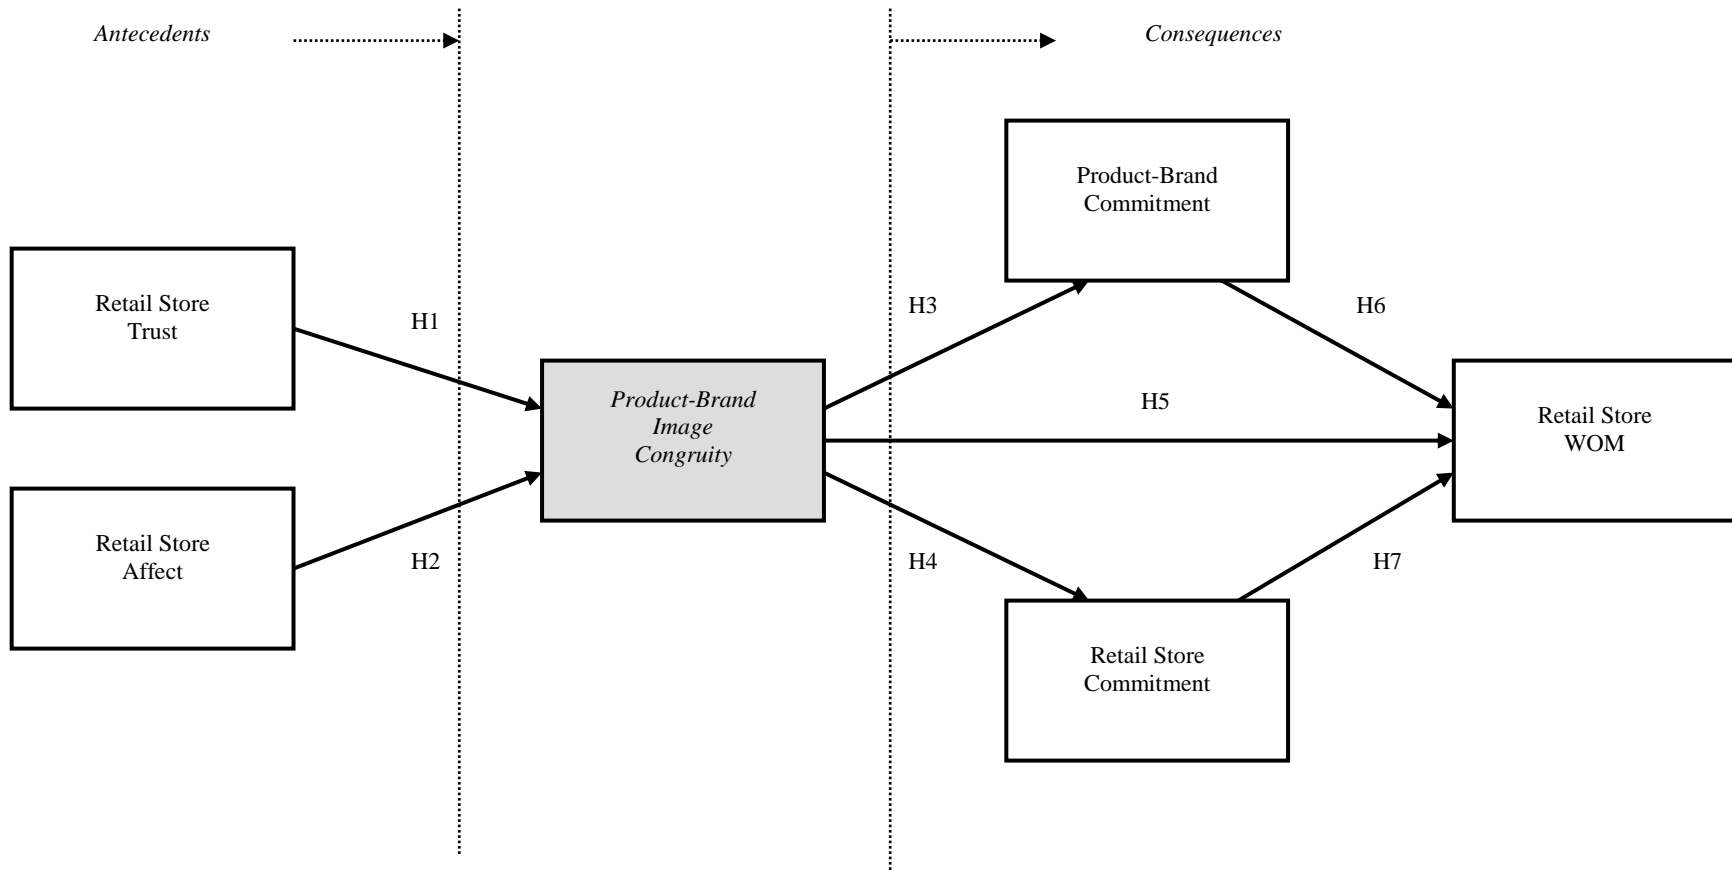 Antecedents
Consequences
Product-Brand
Commitment
Retail Store
Trust
H1
H3
H6
Product-Brand
Image
Congruity
H5
Retail Store
WOM
Retail Store
Affect
H2
H4
H7
Retail Store
Commitment